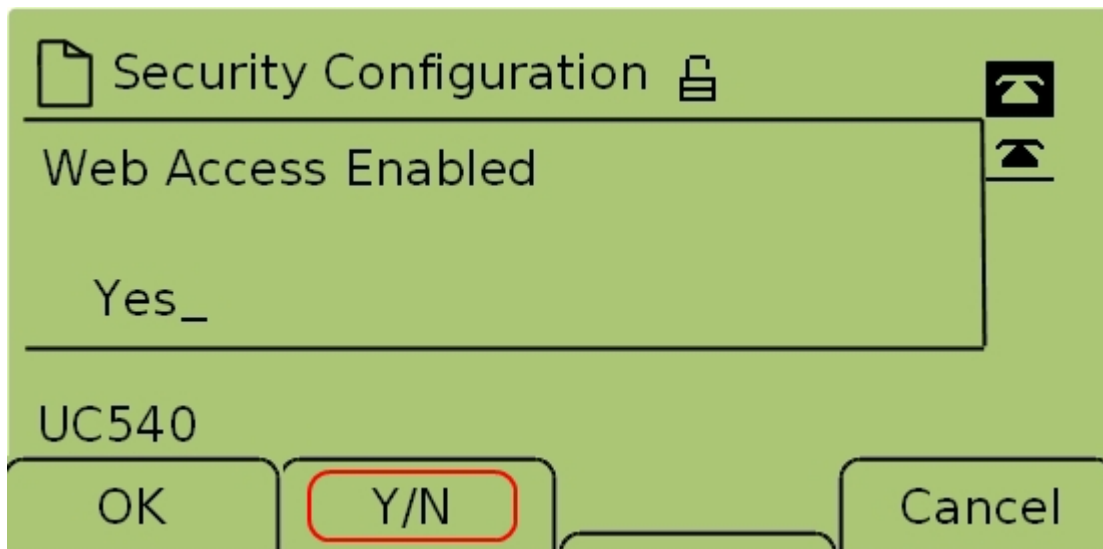 Security Configuration
Web Access Enabled
Yes_
UC540
OK Y/N Cancel